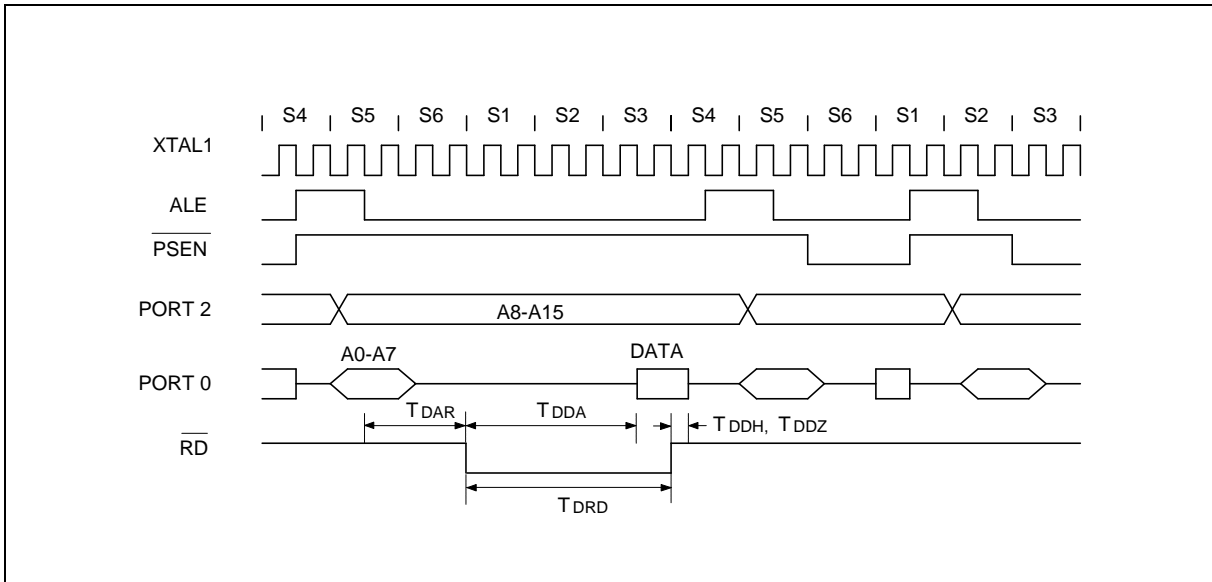 S4 S5 S6 S1 S2 S3 S4 S5 S6 S1 S2 S3
XTAL1
ALE
PSEN
PORT 2
A8-A15
A0-A7 DATA
PORT 0
TDAR TDDA TDDH, TDDZ
RD
TDRD